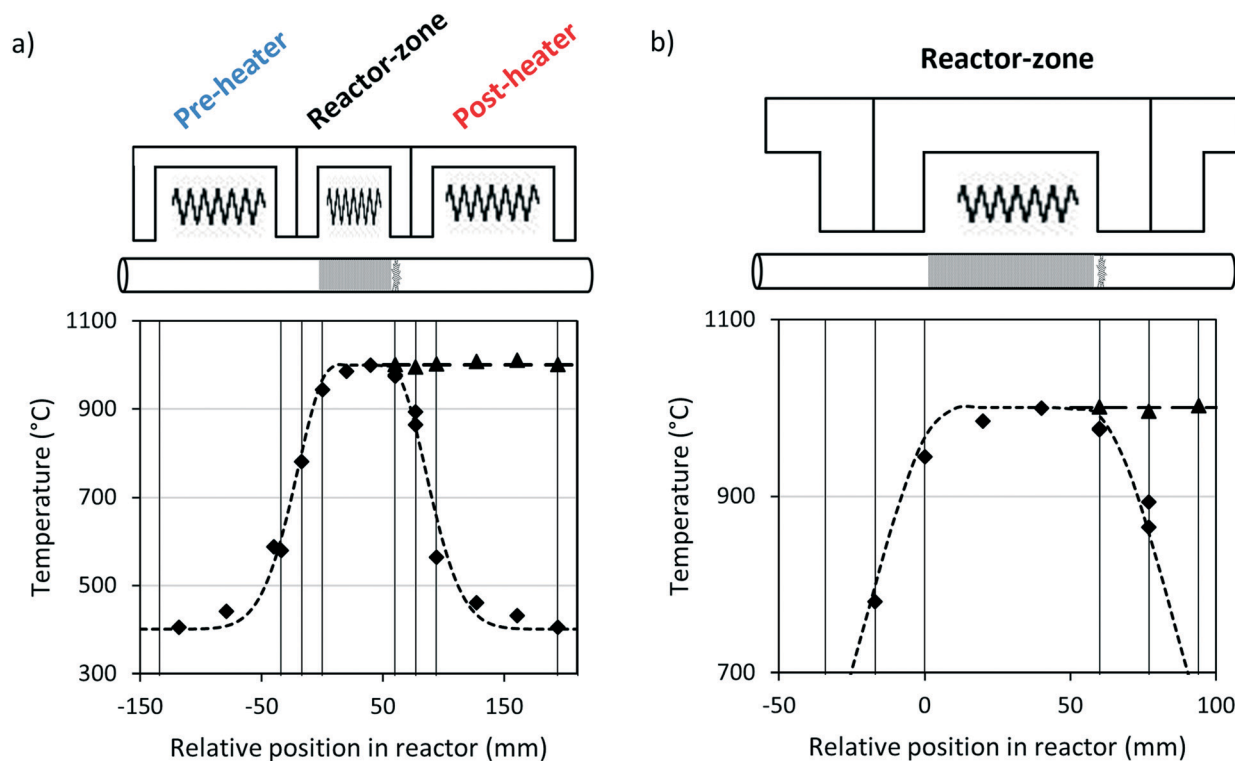 a)
Pre-heater
Reactor-zone
Post-heater
1100
900
700
500
300
-150
-50
50
150
Temperature (°C)
Relative position in reactor (mm)
b)
Reactor-zone
1100
900
700
-50
0
50
100
Temperature (°C)
Relative position in reactor (mm)